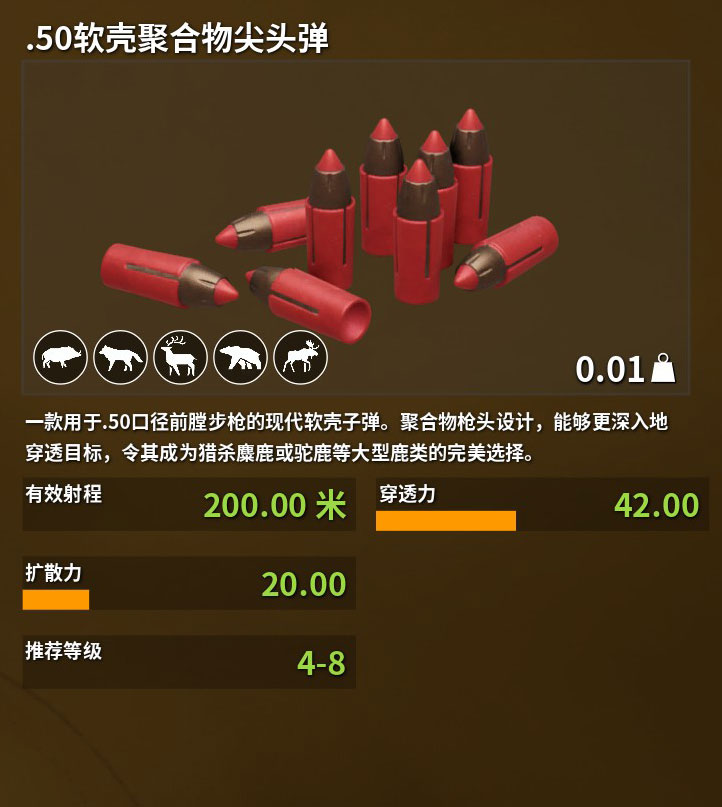 .50软壳聚合物尖头弹
0.01
一款用于.50口径前膛步枪的现代软壳子弹。聚合物枪头设计，能够更深入地
穿透目标，令其成为猎杀麋鹿或驼鹿等大型鹿类的完美选择。
有效射程
200.00 米
穿透力
42.00
扩散力
20.00
推荐等级
4-8